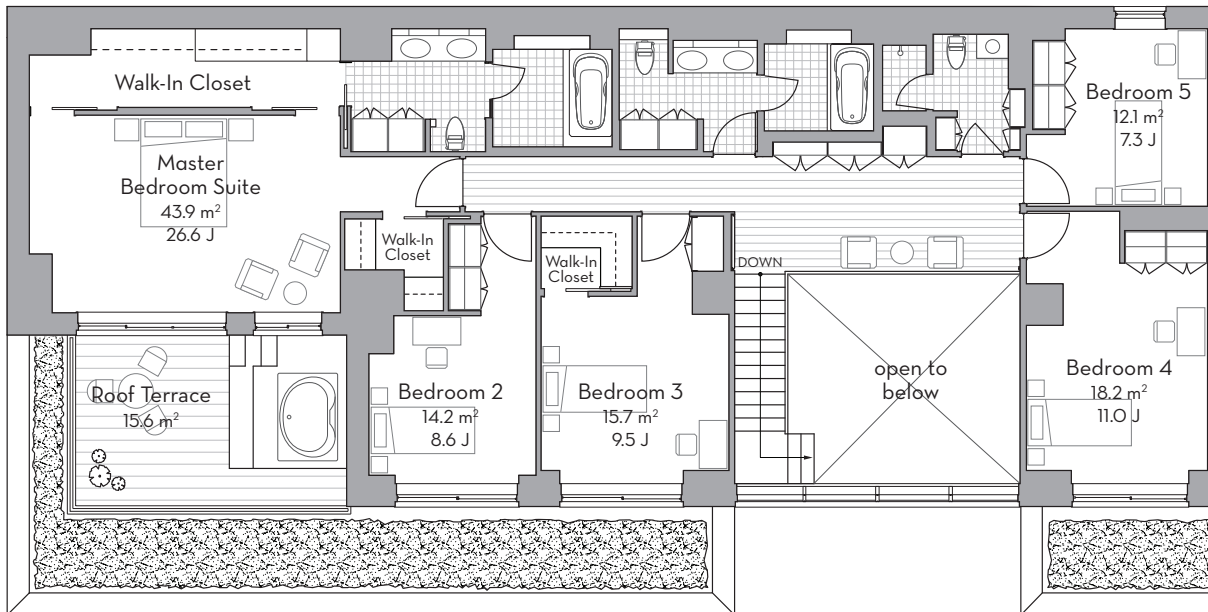 Walk-In Closet
Master
Bedroom Suite
43.9 m²
26.6 J
Walk-In
Closet
Walk-In
Closet
DOWN
Bedroom 5
12.1 m²
7.3 J
Roof Terrace
15.6 m²
Bedroom 2
14.2 m²
8.6 J
Bedroom 3
15.7 m²
9.5 J
open to
below
Bedroom 4
18.2 m²
11.0 J